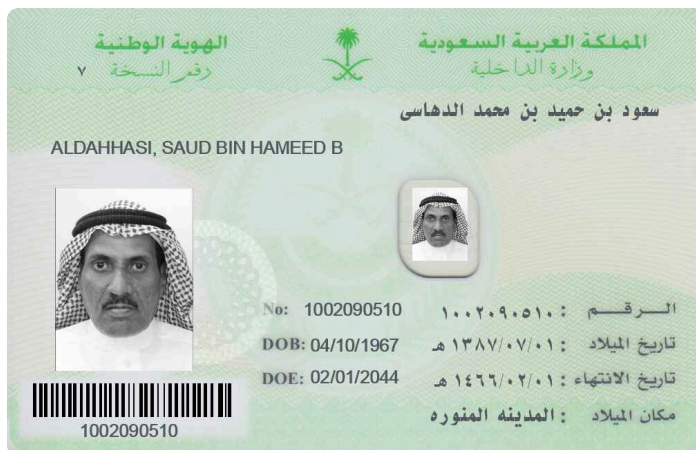 المملكة العربية السعودية
وزارة الداخلية
الهوية الوطنية
رقم النسخة ٧
سعود بن حميد بن محمد الدهاسى
ALDAHHASI, SAUD BIN HAMEED B
No: 1002090510 الـرقـم : ١٠٠٢٠٩٠٥١٠
DOB: 04/10/1967 تاريخ الميلاد : ١٣٨٧/٠٧/٠١ هـ
DOE: 02/01/2044 تاريخ الانتهاء : ١٤٦٦/٠٢/٠١ هـ
مكان الميلاد : المدينه المنوره
1002090510